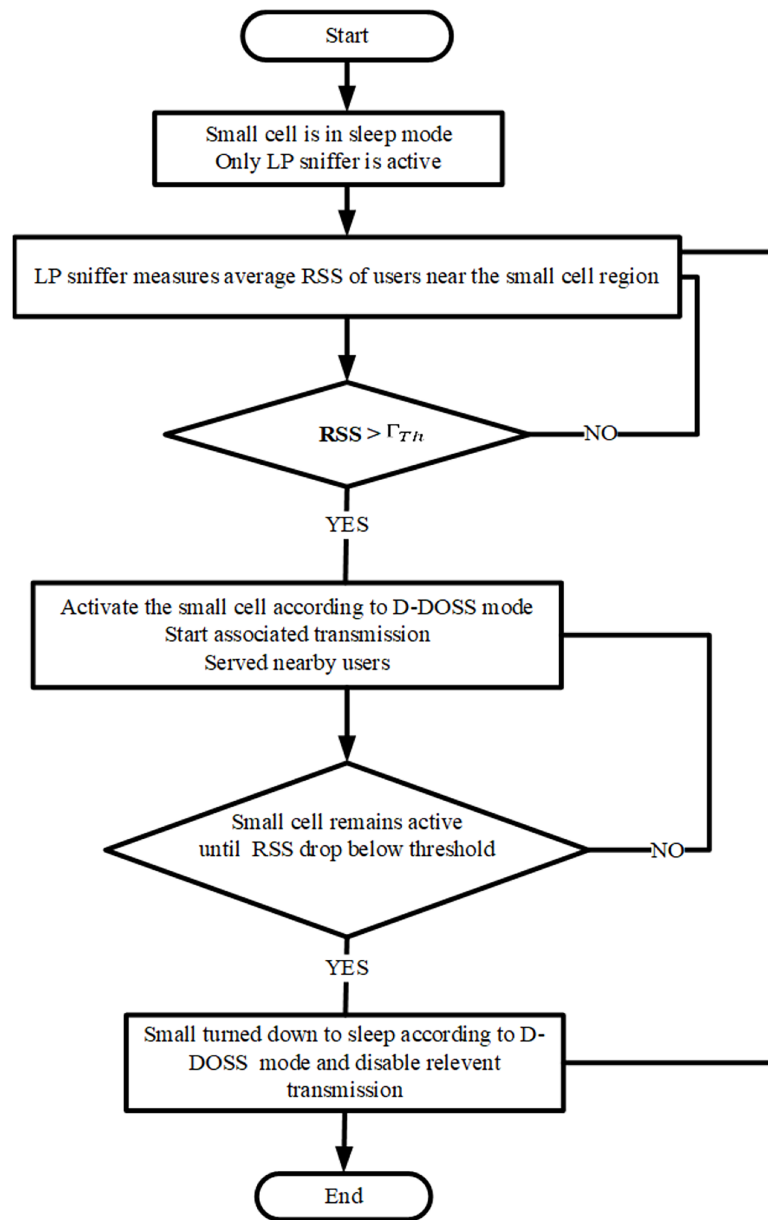 Start
Small cell is in sleep mode
Only LP sniffer is active
LP sniffer measures average RSS of users near the small cell region
RSS > Γ_Th
NO
YES
Activate the small cell according to D-DOSS mode
Start associated transmission
Served nearby users
Small cell remains active
until RSS drop below threshold
NO
YES
Small turned down to sleep according to D-
DOSS mode and disable relevent
transmission
End